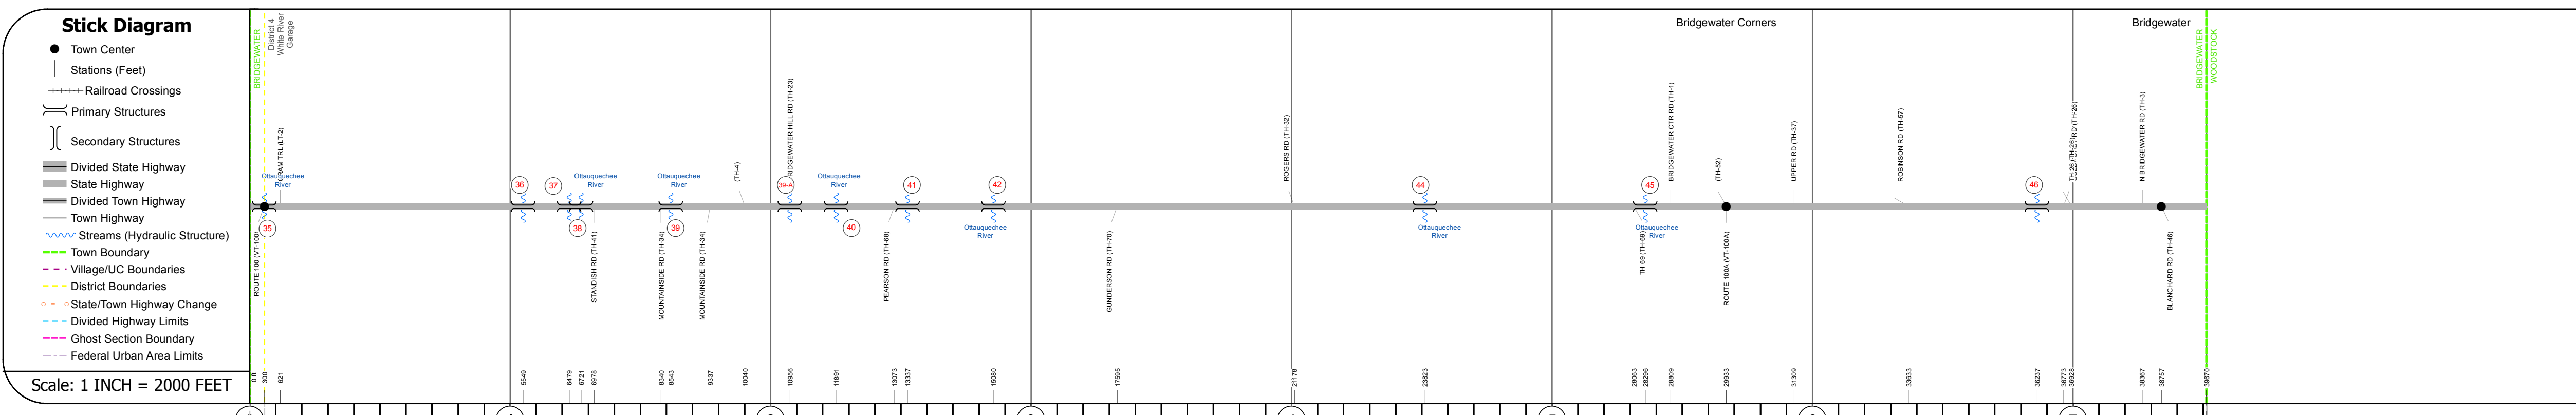 Stick Diagram
Town Center
Stations (Feet)
Railroad Crossings
Primary Structures
Secondary Structures
Divided State Highway
State Highway
Divided Town Highway
Town Highway
Streams (Hydraulic Structure)
Town Boundary
Village/UC Boundaries
District Boundaries
State/Town Highway Change
Divided Highway Limits
Ghost Section Boundary
Federal Urban Area Limits
Scale: 1 INCH = 2000 FEET
BRIDGEWATER
District 4
White River
Garage
Bridgewater Corners
Bridgewater
BRIDGEWATER
WOODSTOCK
(TH-4)
ROGERS RD (TH-32)
BRIDGEWATER CTR RD (TH-1)
(TH-52)
UPPER RD (TH-37)
ROBINSON RD (TH-57)
N BRIDGEWATER RD (TH-3)
Ottauquechee
River
Ottauquechee
River
Ottauquechee
River
Ottauquechee
River
36
37
39-A
41
42
44
45
46
35
38
39
40
Ottauquechee
River
Ottauquechee
River
Ottauquechee
River
ROUTE 100 (VT-100)
STANDISH RD (TH-41)
MOUNTAINSIDE RD (TH-34)
MOUNTAINSIDE RD (TH-34)
PEARSON RD (TH-68)
GUNDERSON RD (TH-70)
TH 69 (TH-69)
ROUTE 100A (VT-100A)
BLANCHARD RD (TH-46)
0 ft
300
621
5549
6479
6721
6978
8340
8543
9337
10040
10956
11891
13073
13337
15080
17595
21178
23823
28063
28296
28809
29933
31309
33633
36237
36773
36928
38367
38757
39670